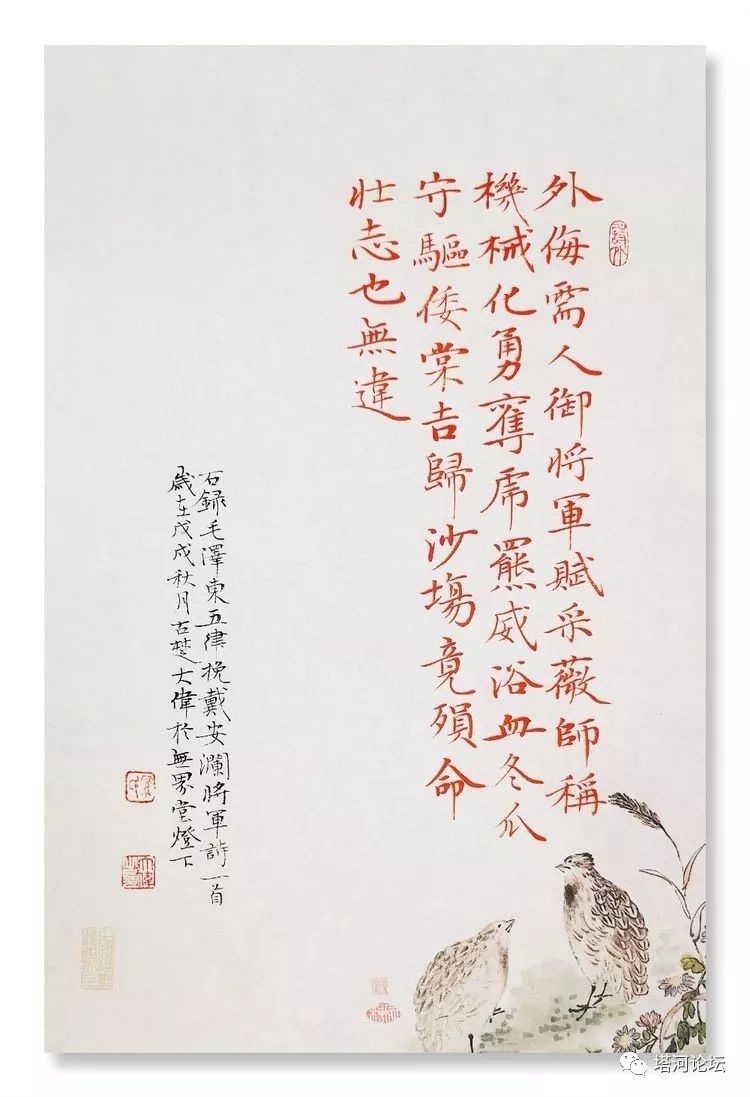 外侮需人御將軍賦采薇師稱
機械化勇奪虎羆威浴血冬瓜
守驅倭棠吉歸沙場竟殞命
壯志也無違
右録毛澤東五律挽戴安瀾將軍詩一首
歲在戊戌秋月古楚大偉於無界堂燈下
塔河论坛